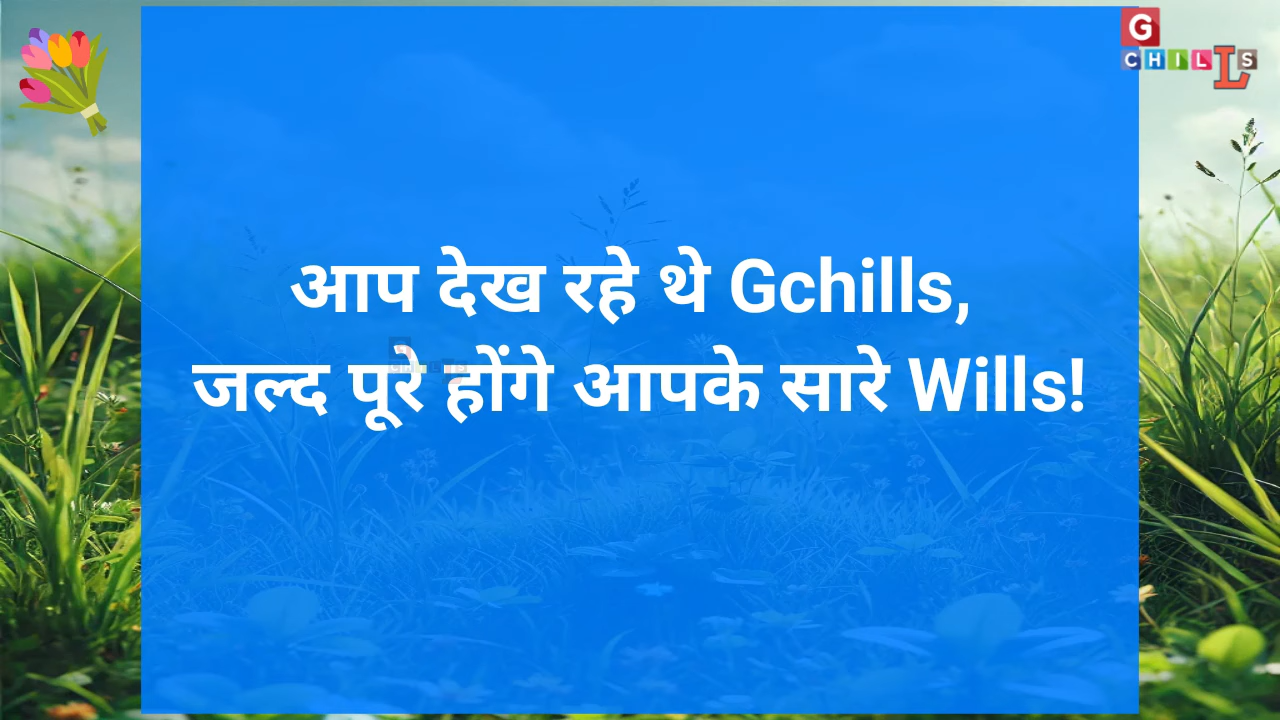 G
CHILLS
आप देख रहे थे Gchills,
जल्द पूरे होंगे आपके सारे Wills!